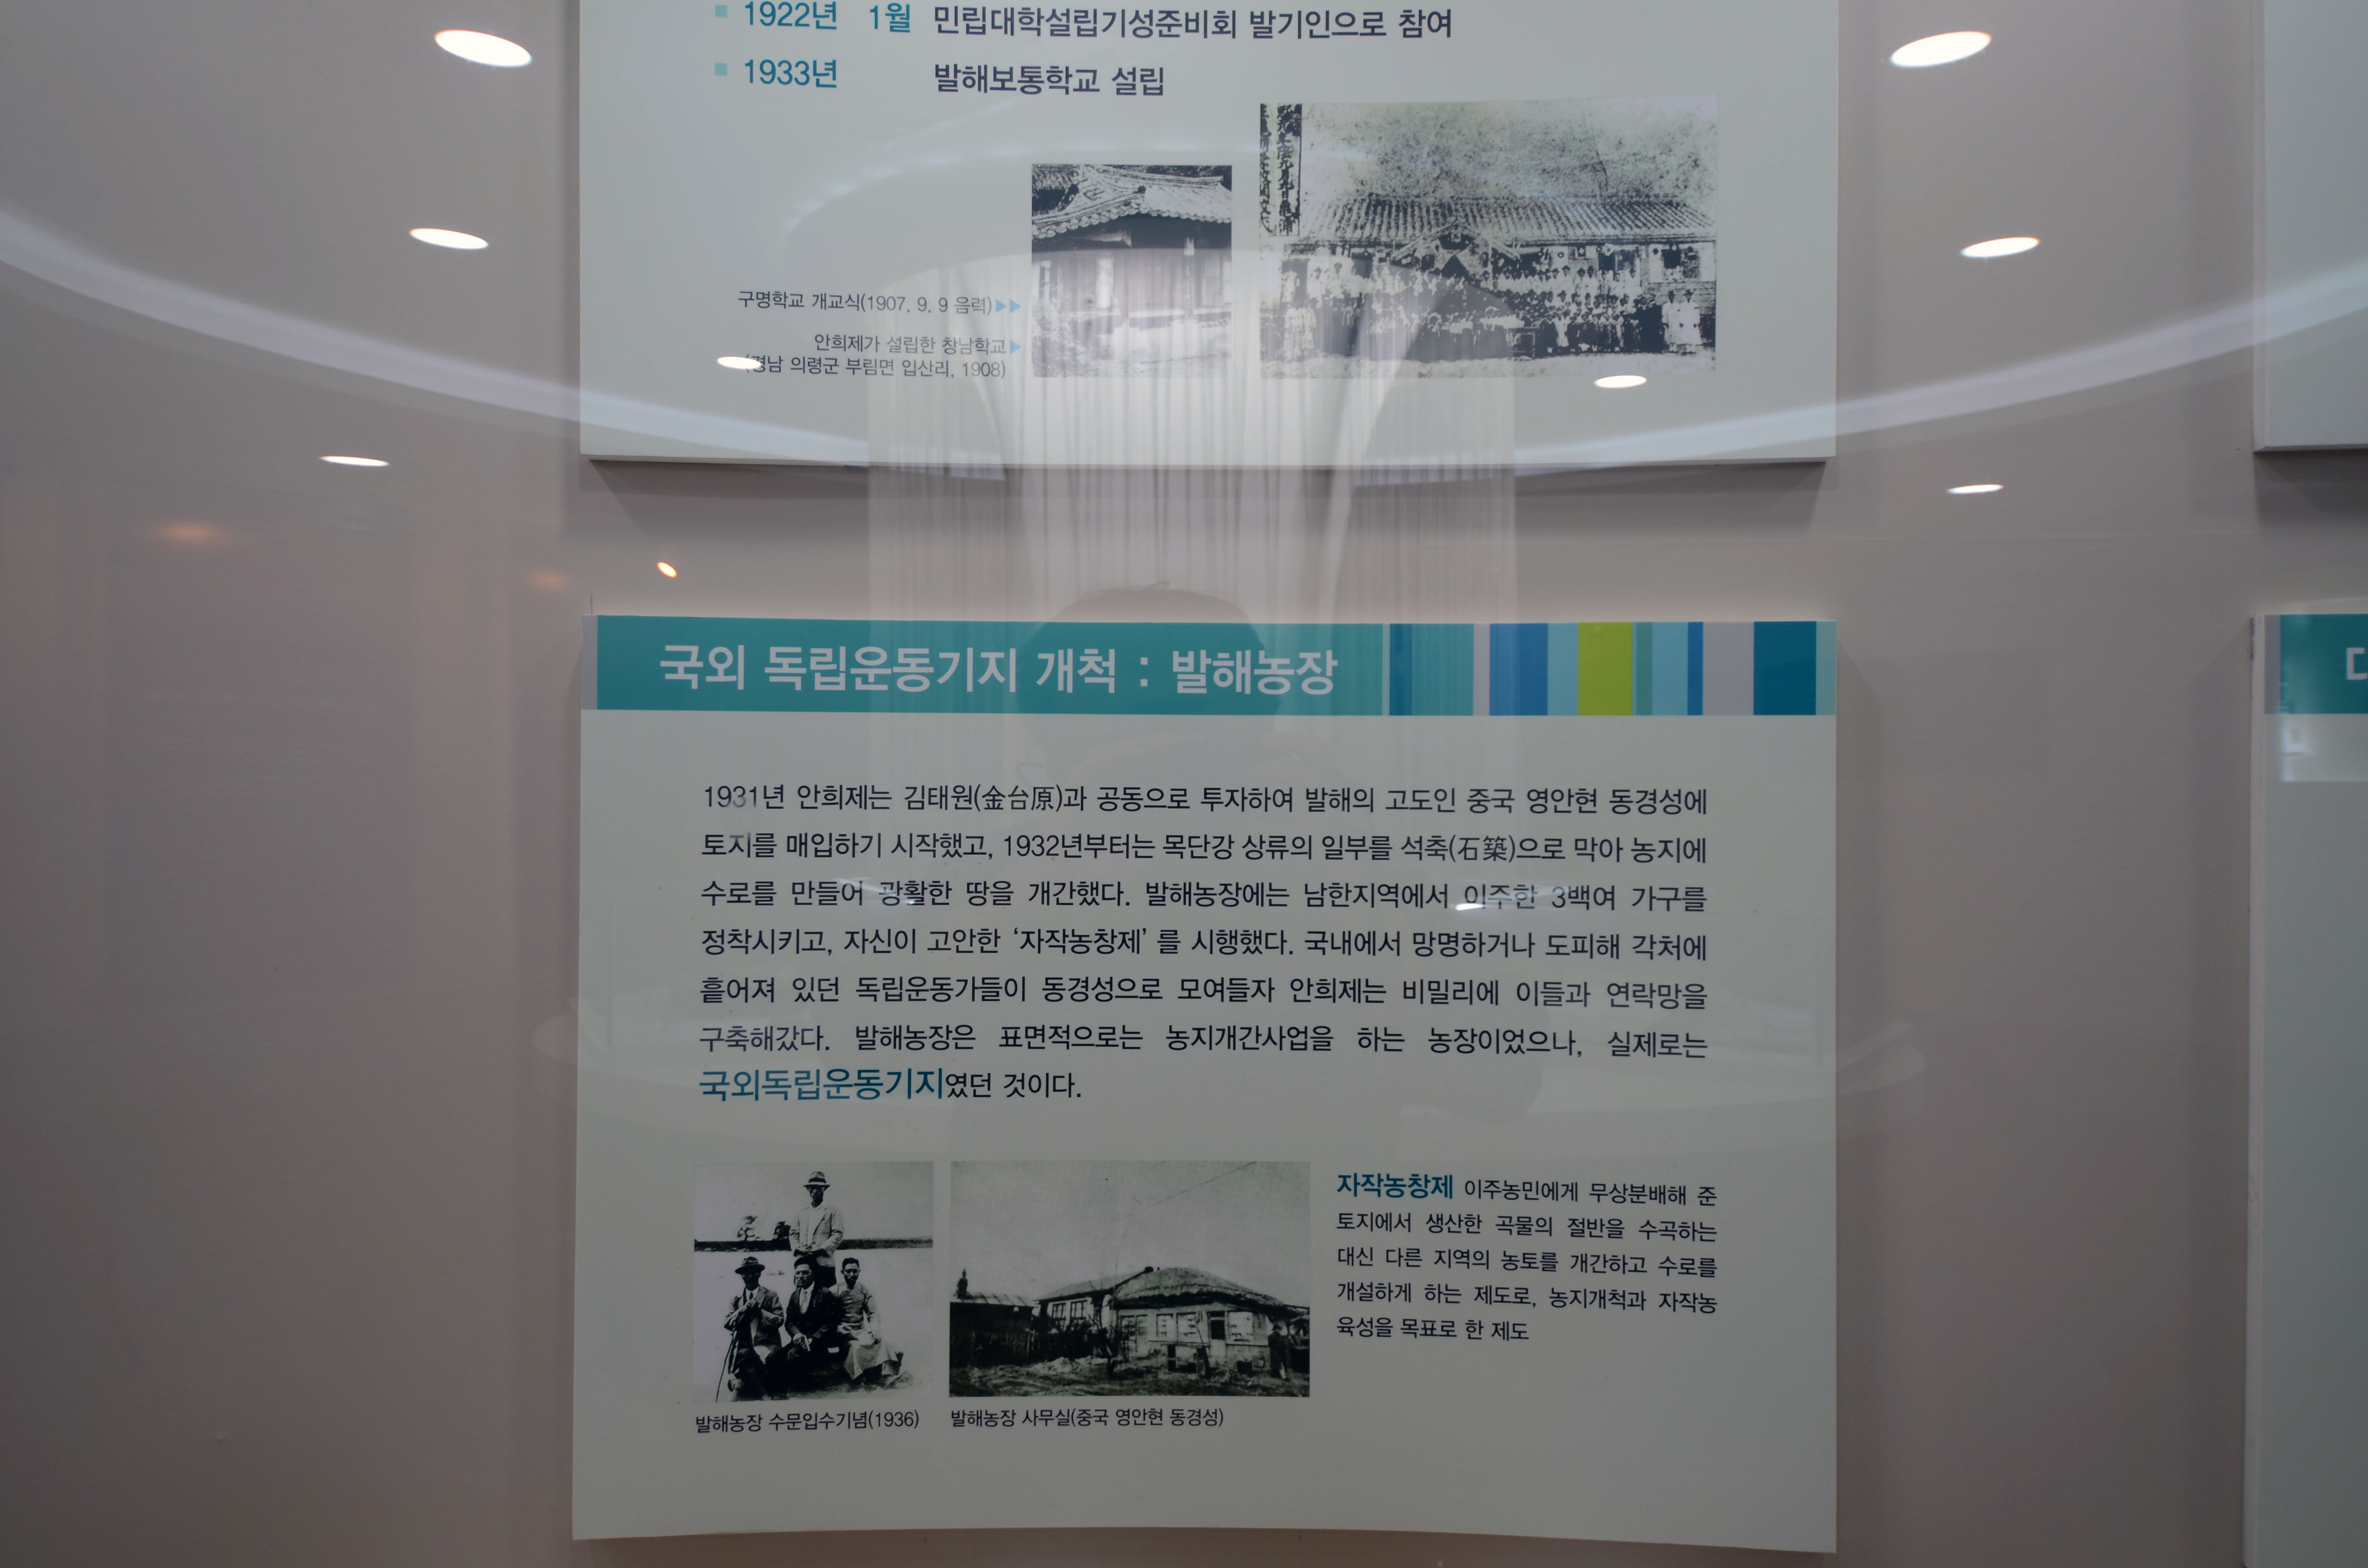 1922년 1월 민립대학설립기성준비회 발기인으로 참여
1933년 발해보통학교 설립
구명학교 개교식(1907. 9. 9 음력)▶▶
안희제가 설립한 창남학교▶
(경남 의령군 부림면 입산리, 1908)
국외 독립운동기지 개척 : 발해농장
1931년 안희제는 김태원(金台原)과 공동으로 투자하여 발해의 고도인 중국 영안현 동경성에
토지를 매입하기 시작했고, 1932년부터는 목단강 상류의 일부를 석축(石築)으로 막아 농지에
수로를 만들어 광활한 땅을 개간했다. 발해농장에는 남한지역에서 이주한 3백여 가구를
정착시키고, 자신이 고안한 ‘자작농창제’를 시행했다. 국내에서 망명하거나 도피해 각처에
흩어져 있던 독립운동가들이 동경성으로 모여들자 안희제는 비밀리에 이들과 연락망을
구축해갔다. 발해농장은 표면적으로는 농지개간사업을 하는 농장이었으나, 실제로는
국외독립운동기지였던 것이다.
자작농창제 이주농민에게 무상분배해 준
토지에서 생산한 곡물의 절반을 수곡하는
대신 다른 지역의 농토를 개간하고 수로를
개설하게 하는 제도로, 농지개척과 자작농
육성을 목표로 한 제도
발해농장 수문입수기념(1936)
발해농장 사무실(중국 영안현 동경성)